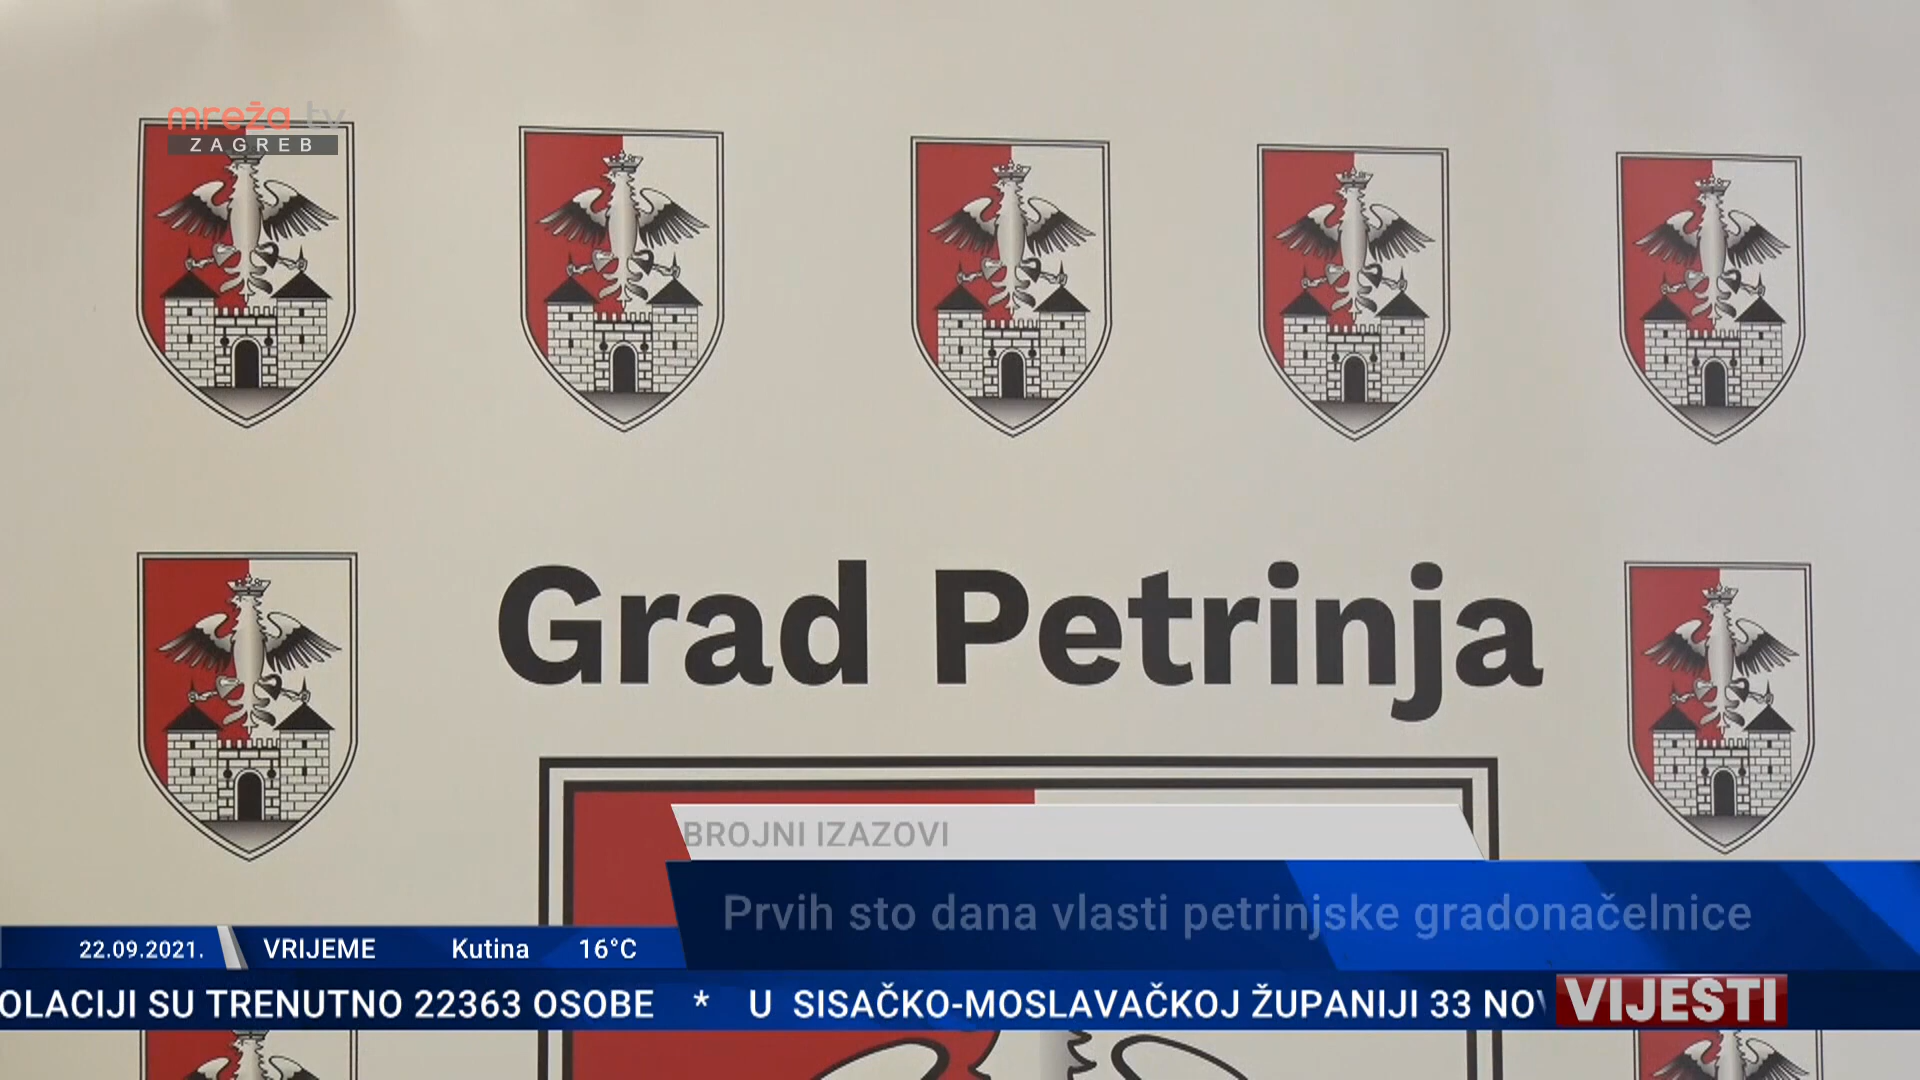 mreža tv
ZAGREB
Grad Petrinja
BROJNI IZAZOVI
Prvih sto dana vlasti petrinjske gradonačelnice
22.09.2021. VRIJEME Kutina 16°C
OLACIJI SU TRENUTNO 22363 OSOBE * U SISAČKO-MOSLAVAČKOJ ŽUPANIJI 33 NOV
VIJESTI